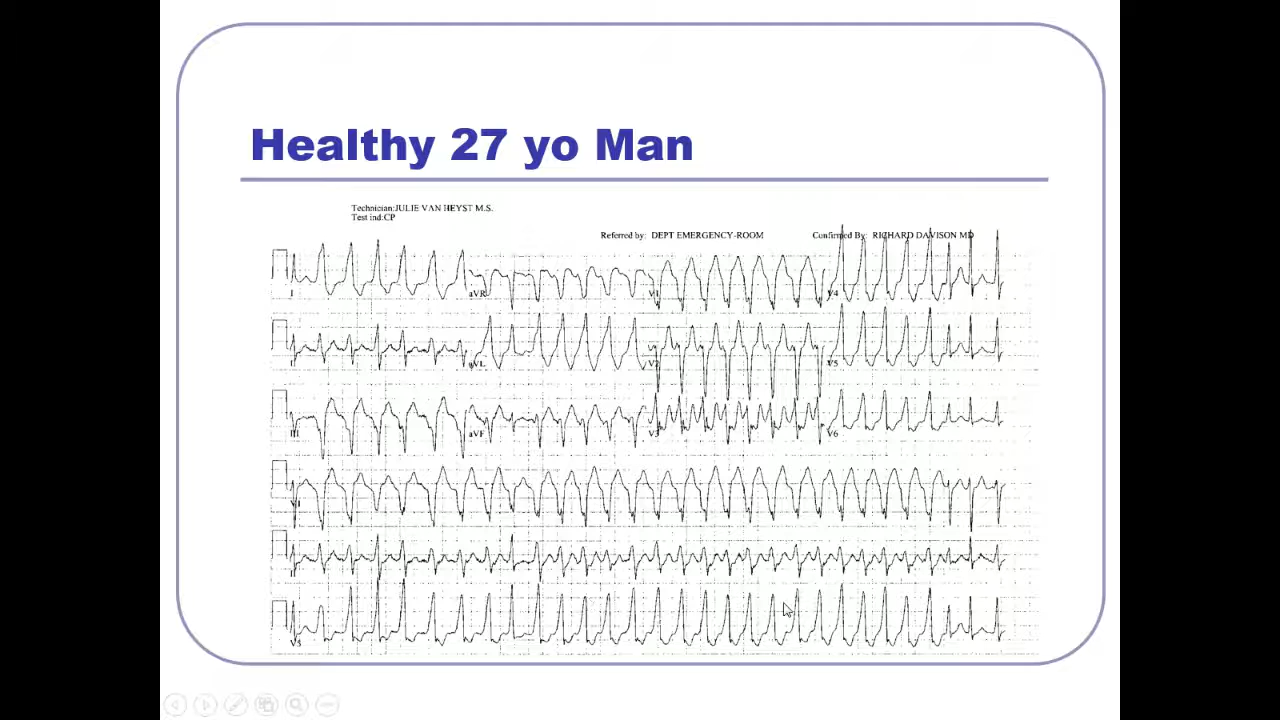 Healthy 27 yo Man
Technician:JULIE VAN HEYST M.S.
Test ind:CP
Referred by: DEPT EMERGENCY-ROOM
Confirmed By: RICHARD DAVISON MD
I
aVR
V1
V4
aVL
V2
V5
III
aVF
V3
V6